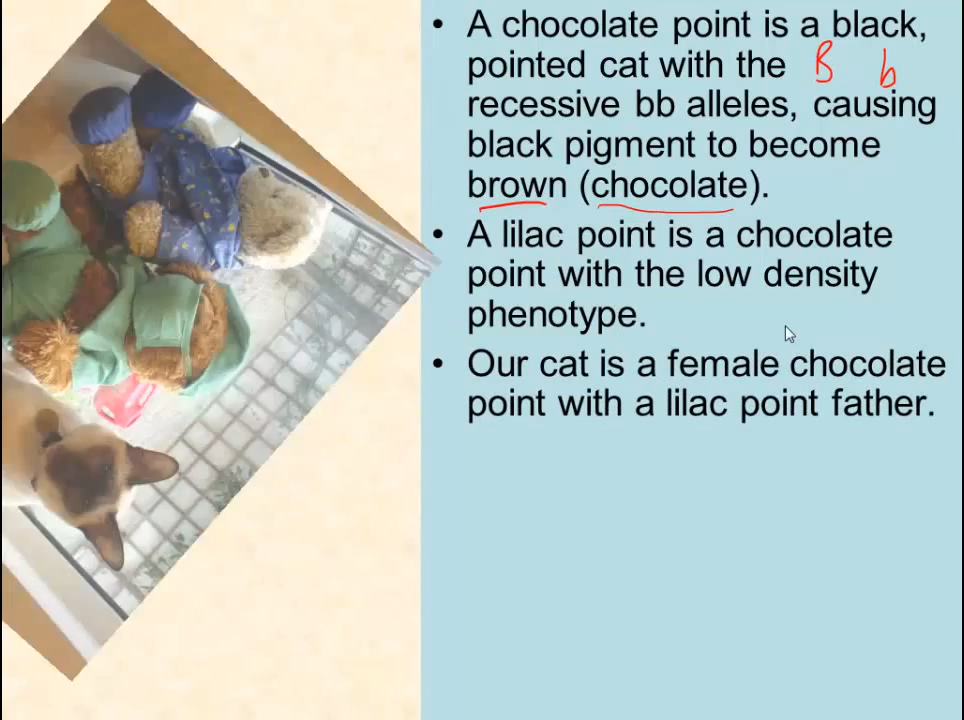 • A chocolate point is a black,
pointed cat with the B b
recessive bb alleles, causing
black pigment to become
brown (chocolate).
• A lilac point is a chocolate
point with the low density
phenotype.
• Our cat is a female chocolate
point with a lilac point father.